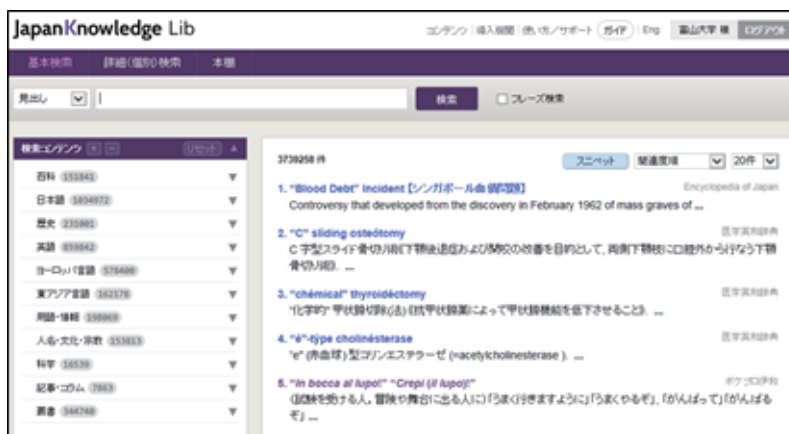 JapanKnowledge Lib
コンテンツ 導入機関 使い方/サポート ガイド Eng 富山大学 様 ログアウト
基本検索 詳細(個別)検索 本棚
見出し 検索 フレーズ検索
検索コンテンツ + - リセット
百科 151841
日本語 1034972
歴史 231001
英語 859842
ヨーロッパ言語 578400
東アジア言語 162178
用語・情報 190069
人名・文化・宗教 153813
科学 16539
記事・コラム 7063
叢書 344740
3739258 件 スニペット 関連度順 20件
1. "Blood Debt" Incident【シンガポール血債問題】 Encyclopedia of Japan
Controversy that developed from the discovery in February 1962 of mass graves of ...
2. "C" sliding osteótomy 医学英和辞典
C 字型スライド骨切り術《下顎後退症および関咬の改善を目的として, 両側下顎枝に口腔外から行なう下顎
骨切り術》. ...
3. "chémical" thyroidéctomy 医学英和辞典
"化学的" 甲状腺切除(法)《抗甲状腺薬によって甲状腺機能を低下させること》. ...
4. "é"-type cholinésterase 医学英和辞典
"e" (赤血球) 型コリンエステラーゼ (=acetylcholinesterase ). ...
5. "In bocca al lupo!" "Crepi (il lupo)!" ポケプロ伊和
(試験を受ける人, 冒険や舞台に出る人に)「うまく行きますように」「うまくやるぞ」, 「がんばって」「がんばる
ぞ」 ...